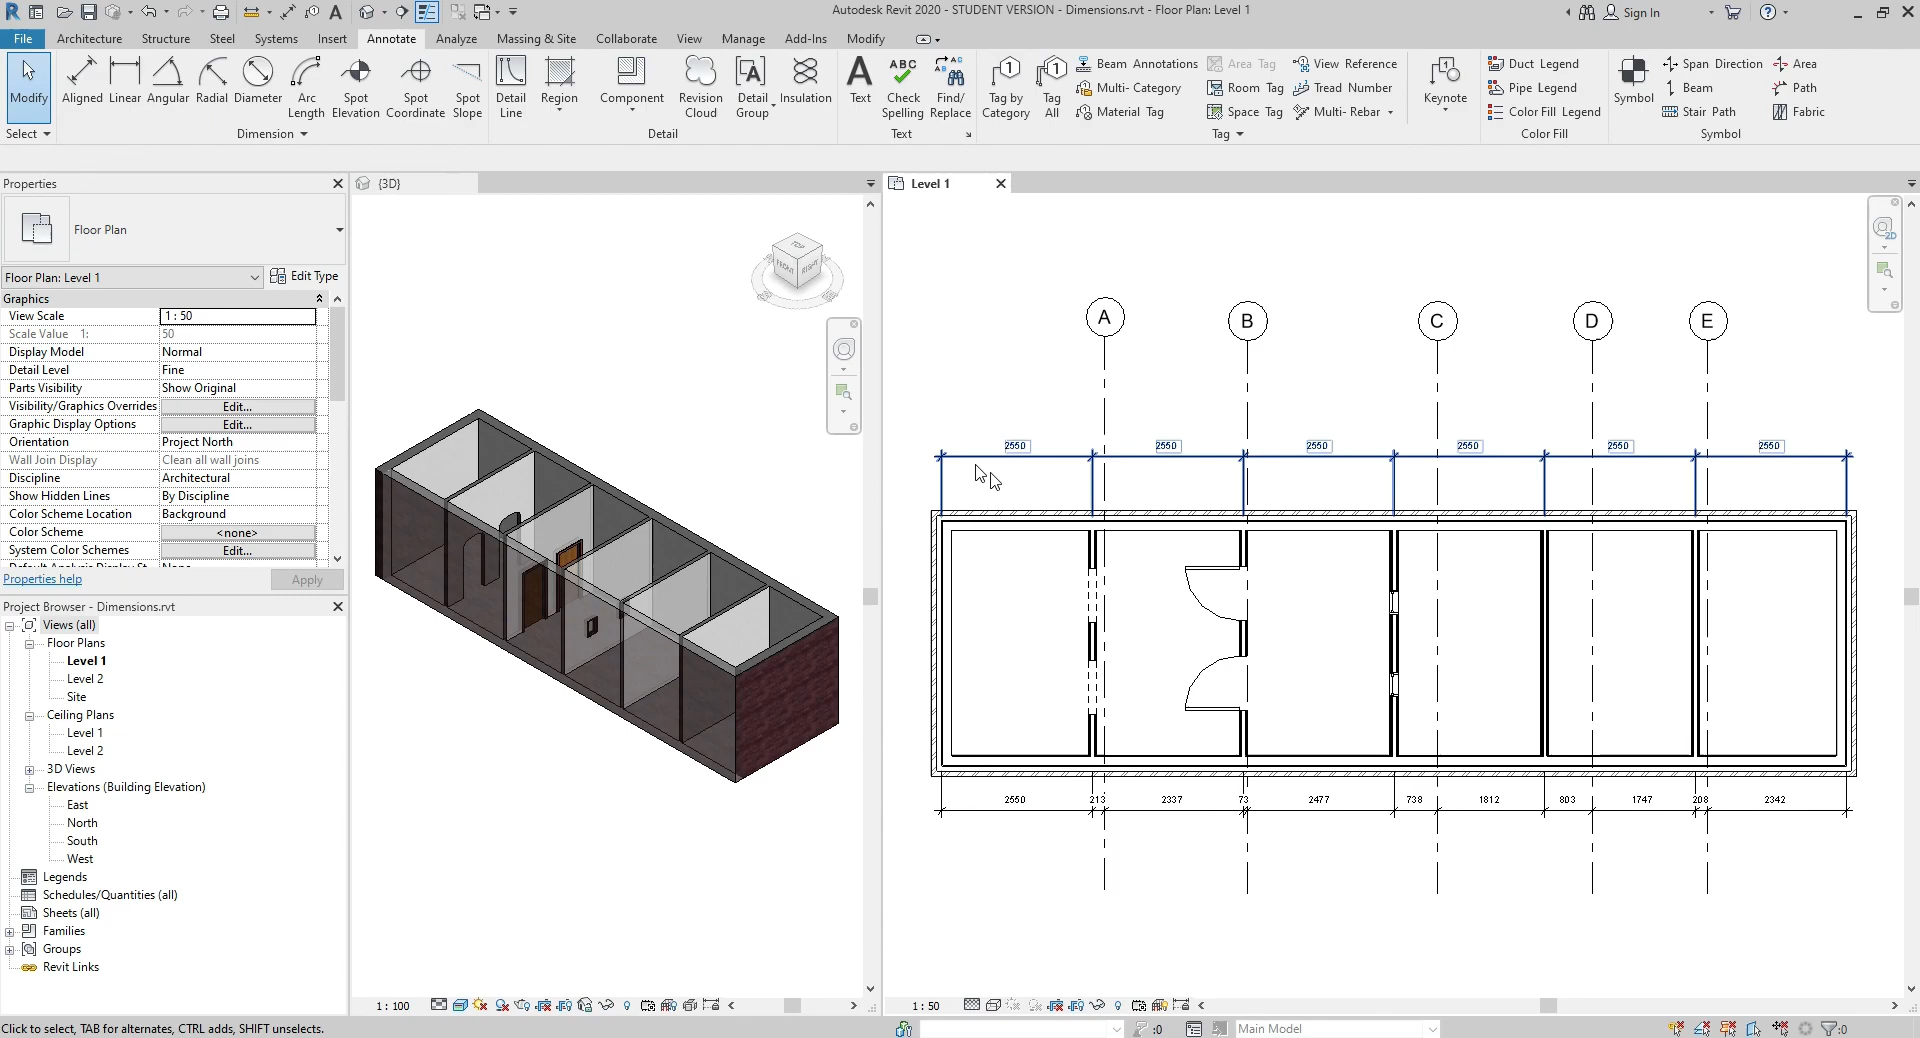 Autodesk Revit 2020 - STUDENT VERSION - Dimensions.rvt - Floor Plan: Level 1
Sign In
File Architecture Structure Steel Systems Insert Annotate Analyze Massing & Site Collaborate View Manage Add-Ins Modify
Modify
Aligned Linear Angular Radial Diameter Arc Length Spot Elevation Spot Coordinate Spot Slope
Detail Line Region Component Revision Cloud Detail Group Insulation
Text Check Spelling Find/ Replace
Tag by Category Tag All
Beam Annotations Area Tag View Reference
Multi- Category Room Tag Tread Number
Material Tag Space Tag Multi- Rebar
Keynote
Duct Legend
Pipe Legend
Color Fill Legend
Symbol
Span Direction Area
Beam Path
Stair Path Fabric
Select Dimension Detail Text Tag Color Fill Symbol
Properties
Floor Plan
Floor Plan: Level 1 Edit Type
Graphics
View Scale 1 : 50
Scale Value 1: 50
Display Model Normal
Detail Level Fine
Parts Visibility Show Original
Visibility/Graphics Overrides Edit...
Graphic Display Options Edit...
Orientation Project North
Wall Join Display Clean all wall joins
Discipline Architectural
Show Hidden Lines By Discipline
Color Scheme Location Background
Color Scheme <none>
System Color Schemes Edit...
Properties help Apply
Project Browser - Dimensions.rvt
Views (all)
Floor Plans
Level 1
Level 2
Site
Ceiling Plans
Level 1
Level 2
3D Views
Elevations (Building Elevation)
East
North
South
West
Legends
Schedules/Quantities (all)
Sheets (all)
Families
Groups
Revit Links
{3D}
TOP
FRONT RIGHT
1 : 100
Level 1
2D
A B C D E
2550 2550 2550 2550 2550 2550
2550 213 2337 73 2477 738 1812 803 1747 208 2342
1 : 50
Click to select, TAB for alternates, CTRL adds, SHIFT unselects.
:0 Main Model :0